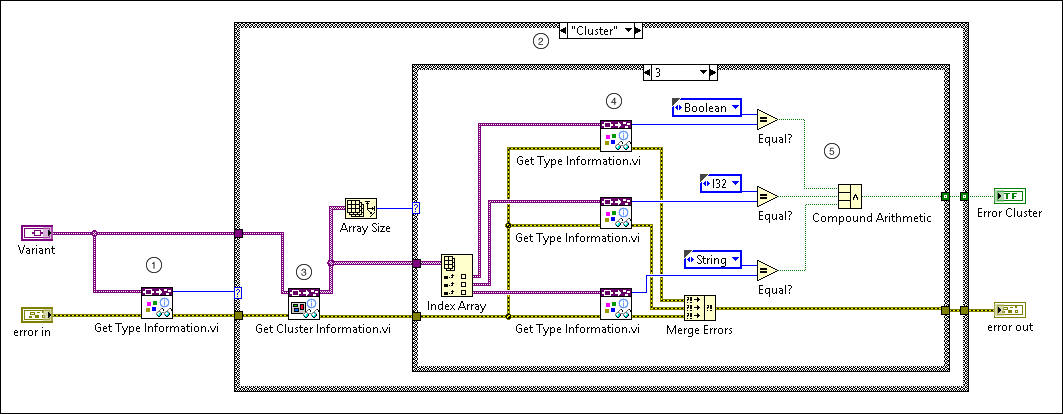 2
"Cluster"
3
4
Boolean
=
Equal?
Get Type Information.vi
5
I32
=
Equal?
Compound Arithmetic
TF
Error Cluster
?
Array Size
Get Type Information.vi
Variant
1
3
String
=
Equal?
?
Index Array
error in
Get Type Information.vi
Get Cluster Information.vi
Get Type Information.vi
Merge Errors
error out